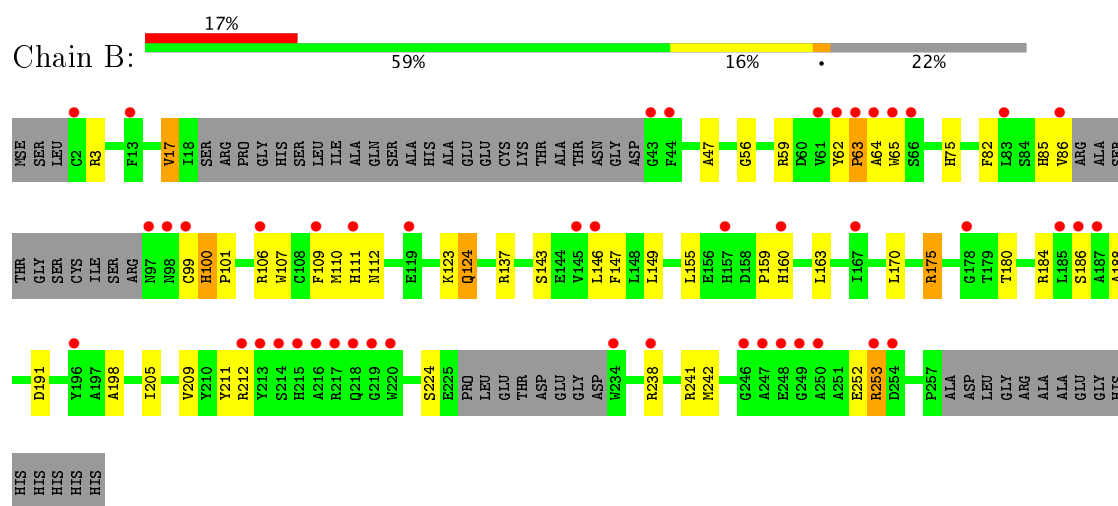 17%
Chain B:
59% 16% • 22%
MSE SER LEU C2 R3 F13 V17 I18 SER ARG PRO GLY HIS SER LEU ILE ALA GLN SER ALA HIS ALA GLU GLU CYS LYS THR ALA THR ASN GLY ASP G43 F44 A47 G56 R59 D60 V61 Y62 P63 A64 W65 S66 H75 F82 L83 S84 H85 V86 ARG ALA
THR GLY SER CYS ILE SER ARG N97 N98 C99 H100 P101 R106 W107 C108 F109 M110 H111 N112 E119 K123 Q124 R137 S143 E144 V145 L146 F147 L148 L149 L155 E156 H157 D158 P159 H160 L163 I167 L170 R175 G178 T179 T180 R184 L185 S186 A187 A188
D191 Y196 A197 A198 I205 V209 Y210 Y211 R212 Y213 S214 H215 A216 R217 Q218 G219 W220 S224 E225 PRO LEU GLU THR ASP GLU GLY ASP W234 R238 R241 M242 G246 A247 E248 G249 A250 A251 E252 R253 D254 P257 ALA ASP LEU GLY ARG ALA ALA GLU GLY HIS
HIS HIS HIS HIS HIS